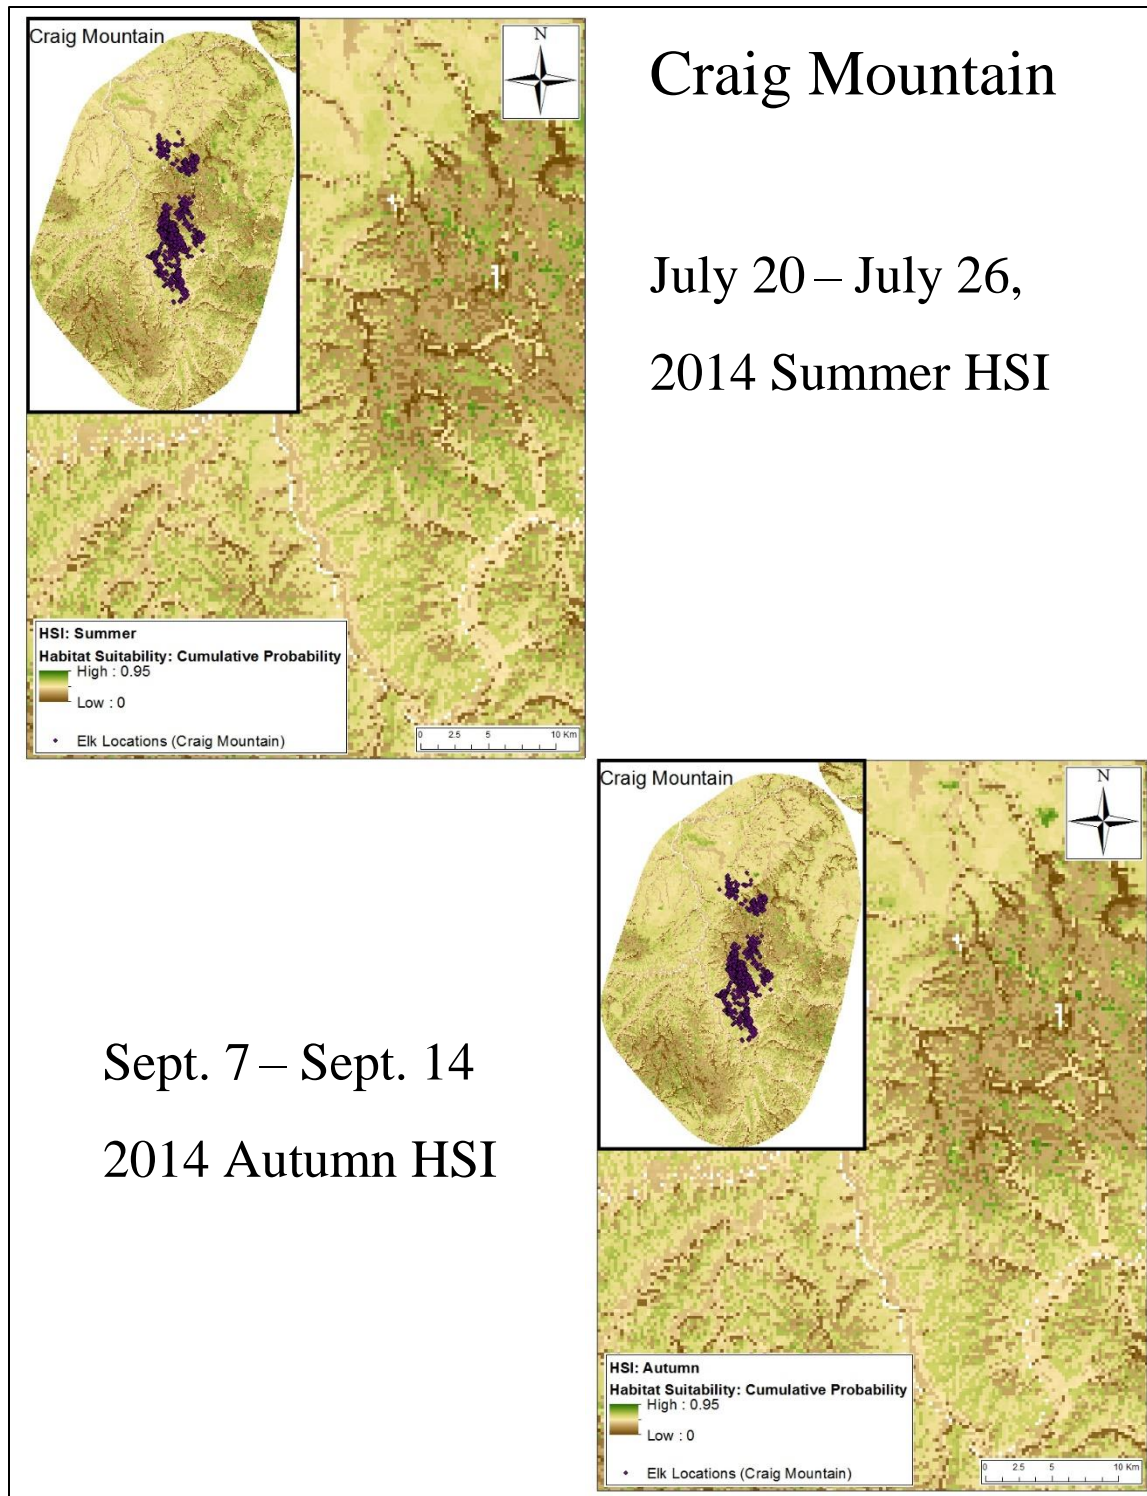 Craig Mountain
N
Craig Mountain
July 20 – July 26,
2014 Summer HSI
HSI: Summer
Habitat Suitability: Cumulative Probability
High : 0.95
Low : 0
Elk Locations (Craig Mountain)
0 2.5 5 10 Km
Craig Mountain
N
Sept. 7 – Sept. 14
2014 Autumn HSI
HSI: Autumn
Habitat Suitability: Cumulative Probability
High : 0.95
Low : 0
Elk Locations (Craig Mountain)
0 2.5 5 10 Km